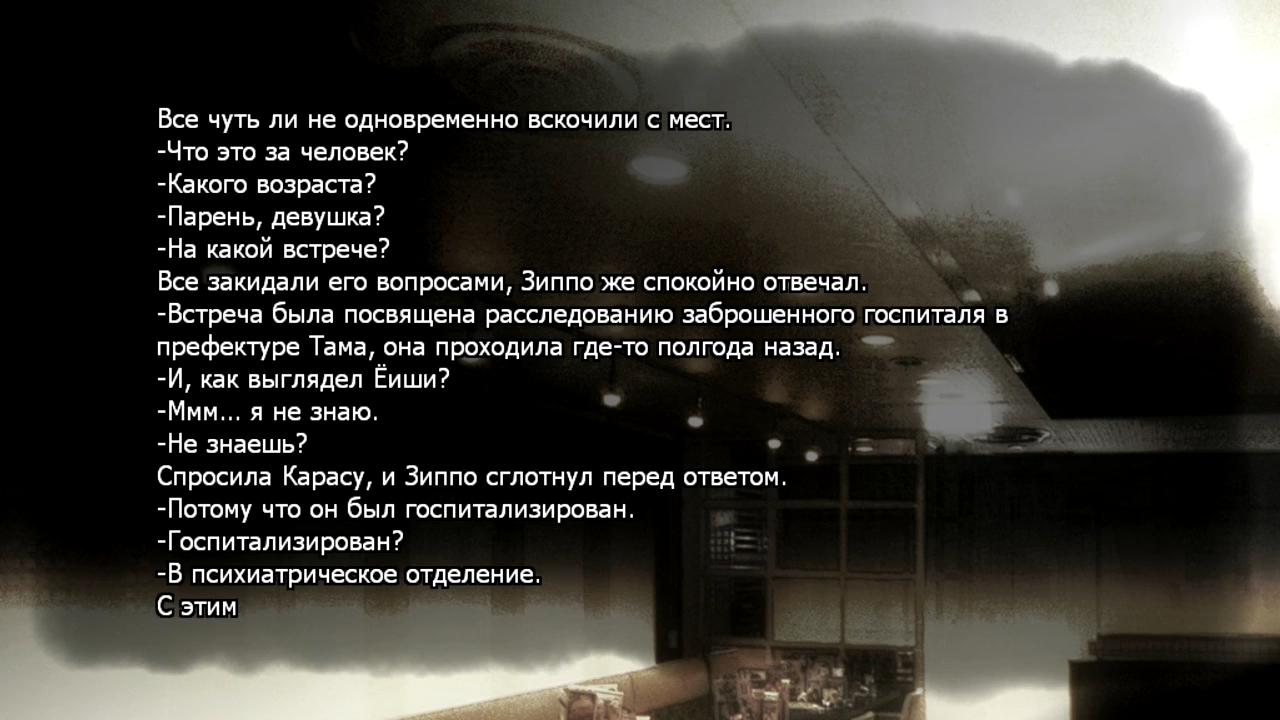 Все чуть ли не одновременно вскочили с мест.
-Что это за человек?
-Какого возраста?
-Парень, девушка?
-На какой встрече?
Все закидали его вопросами, Зиппо же спокойно отвечал.
-Встреча была посвящена расследованию заброшенного госпиталя в
префектуре Тама, она проходила где-то полгода назад.
-И, как выглядел Ёиши?
-Ммм... я не знаю.
-Не знаешь?
Спросила Карасу, и Зиппо сглотнул перед ответом.
-Потому что он был госпитализирован.
-Госпитализирован?
-В психиатрическое отделение.
С этим